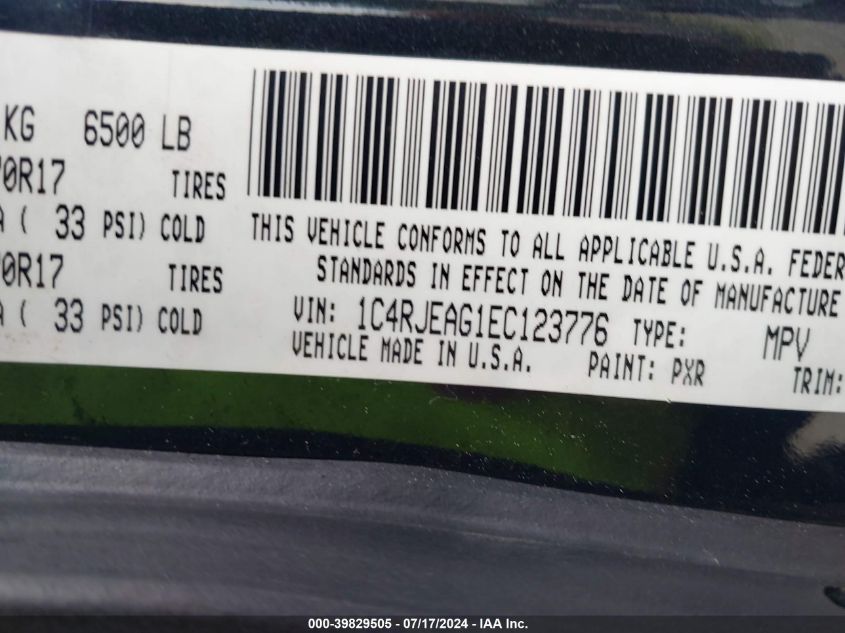 KG 6500 LB
70R17 TIRES
A ( 33 PSI) COLD
70R17 TIRES
A ( 33 PSI) COLD
THIS VEHICLE CONFORMS TO ALL APPLICABLE U.S.A. FEDER
STANDARDS IN EFFECT ON THE DATE OF MANUFACTURE
VIN: 1C4RJEAG1EC123776 TYPE: MPV
VEHICLE MADE IN U.S.A. PAINT: PXR TRIM:
000-39829505 - 07/17/2024 - IAA Inc.